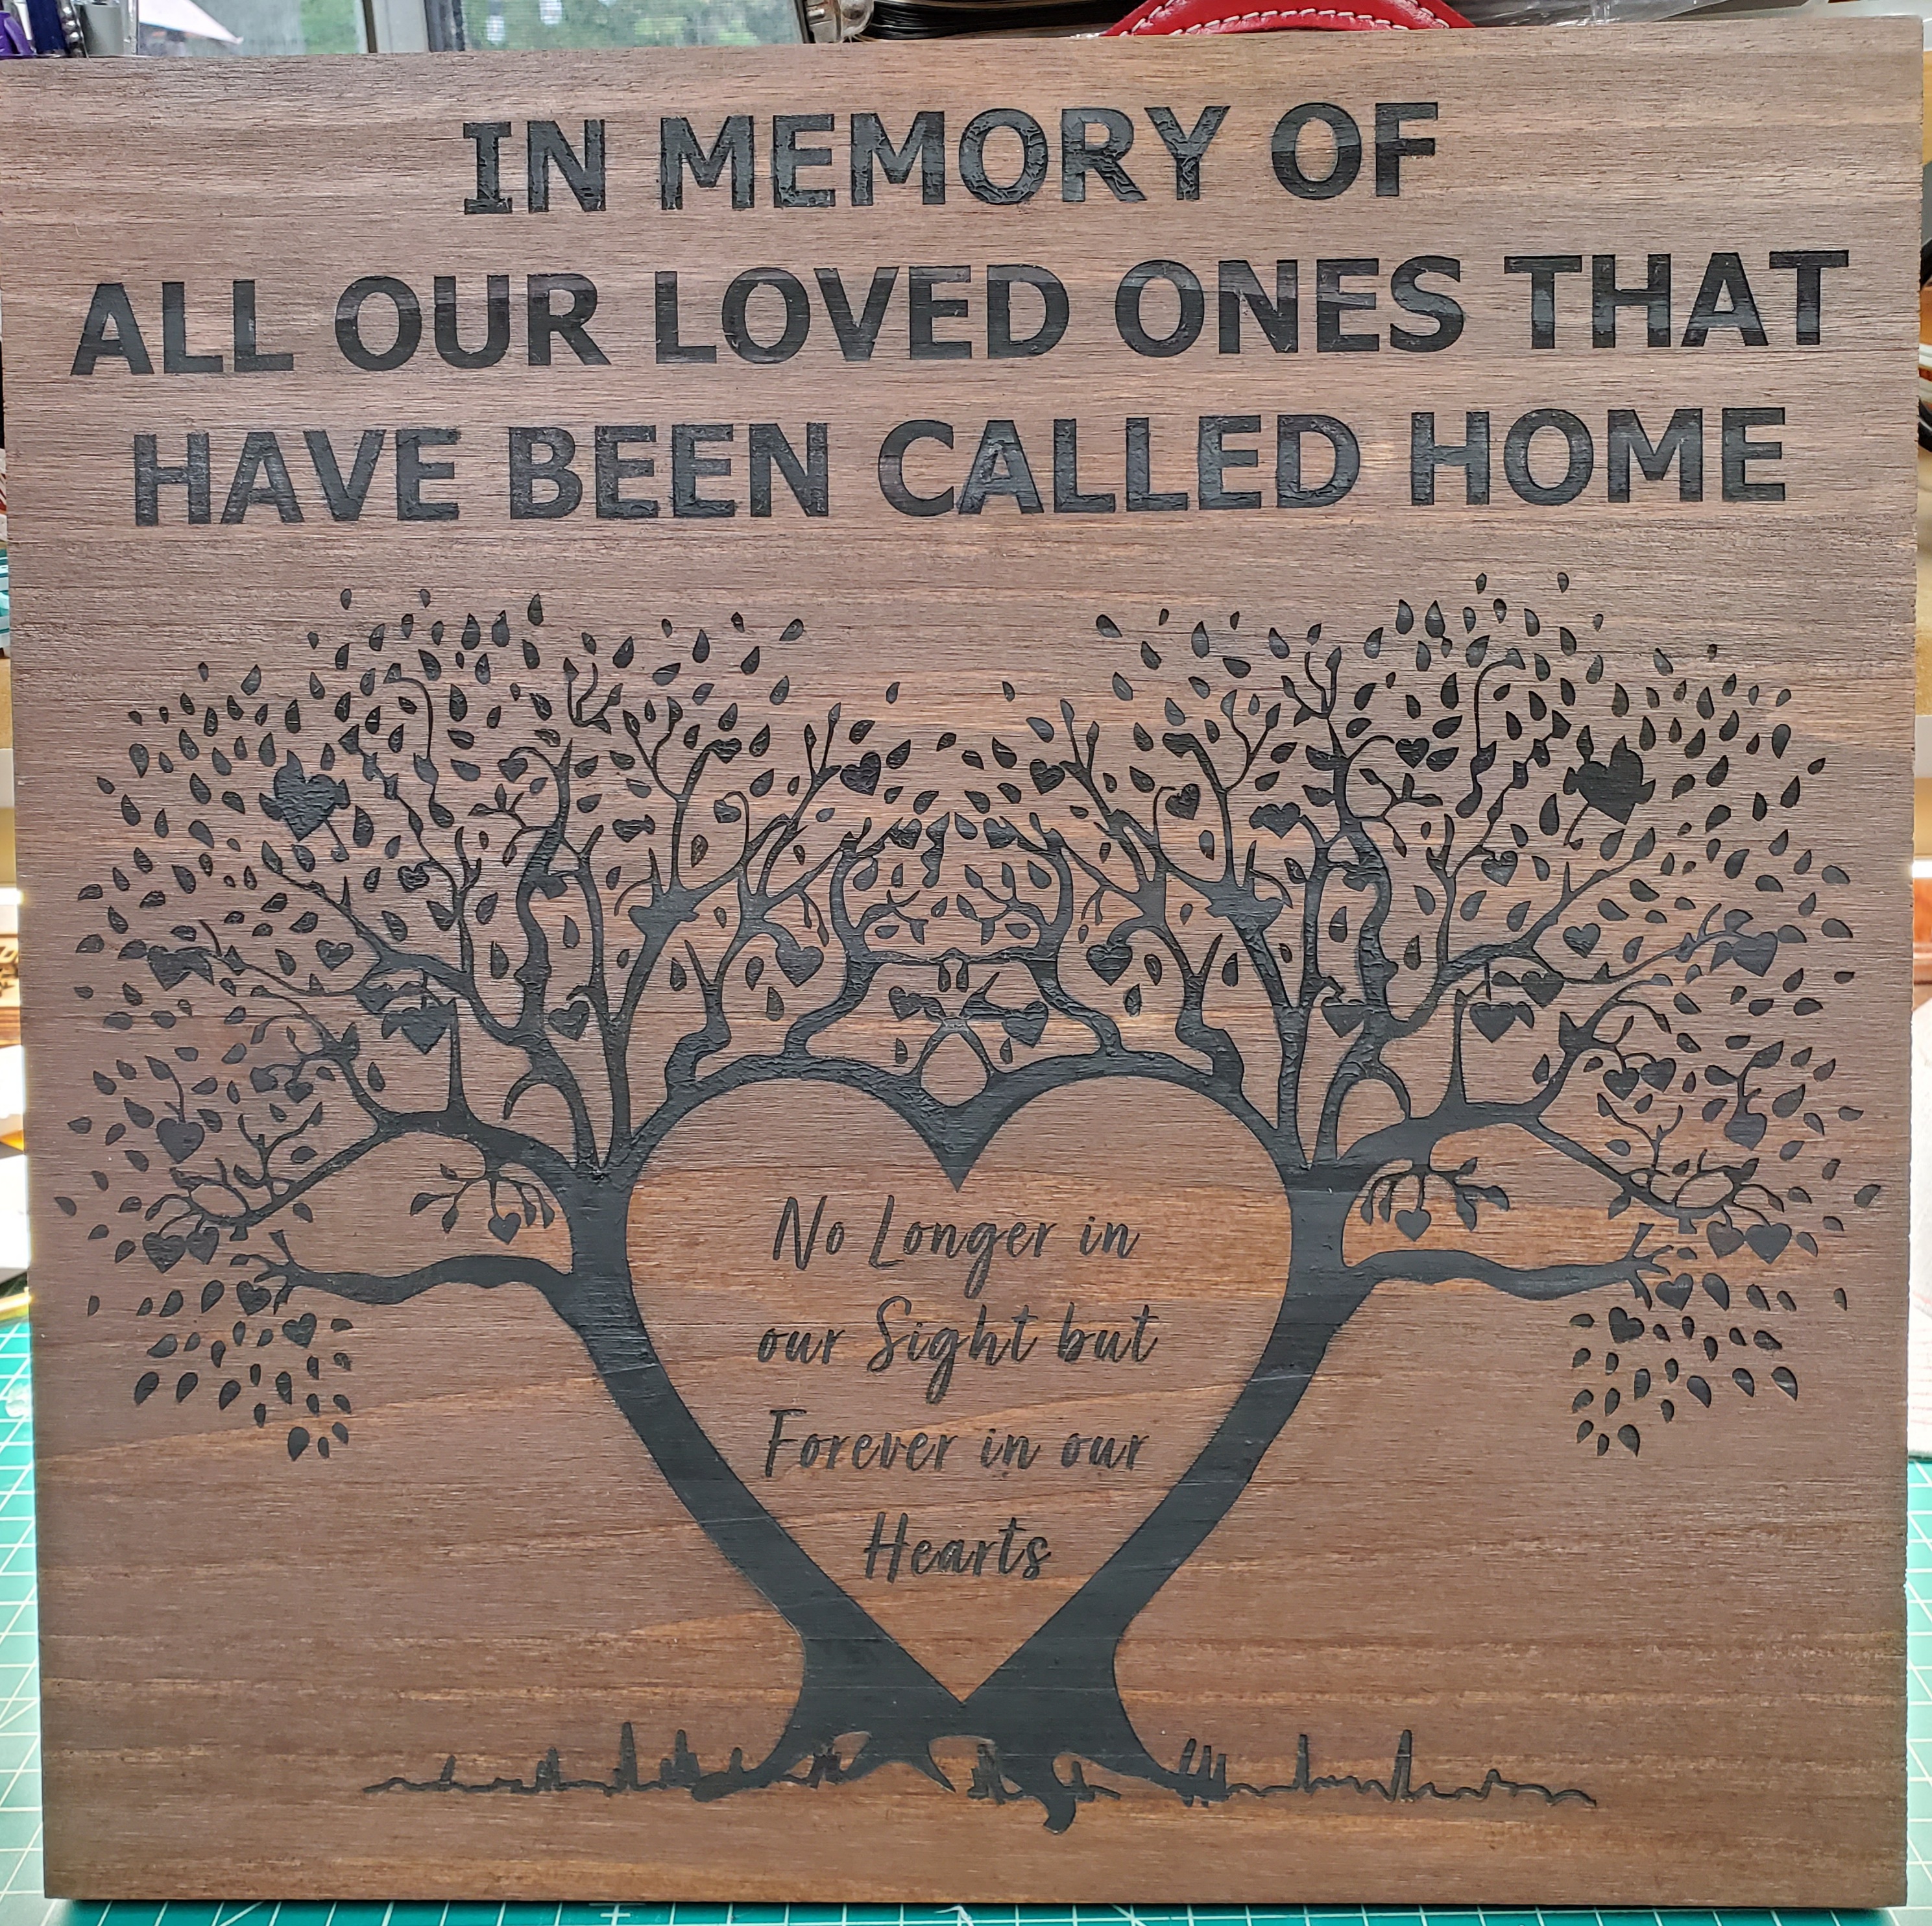 IN MEMORY OF
ALL OUR LOVED ONES THAT
HAVE BEEN CALLED HOME
No Longer in
our Sight but
Forever in our
Hearts